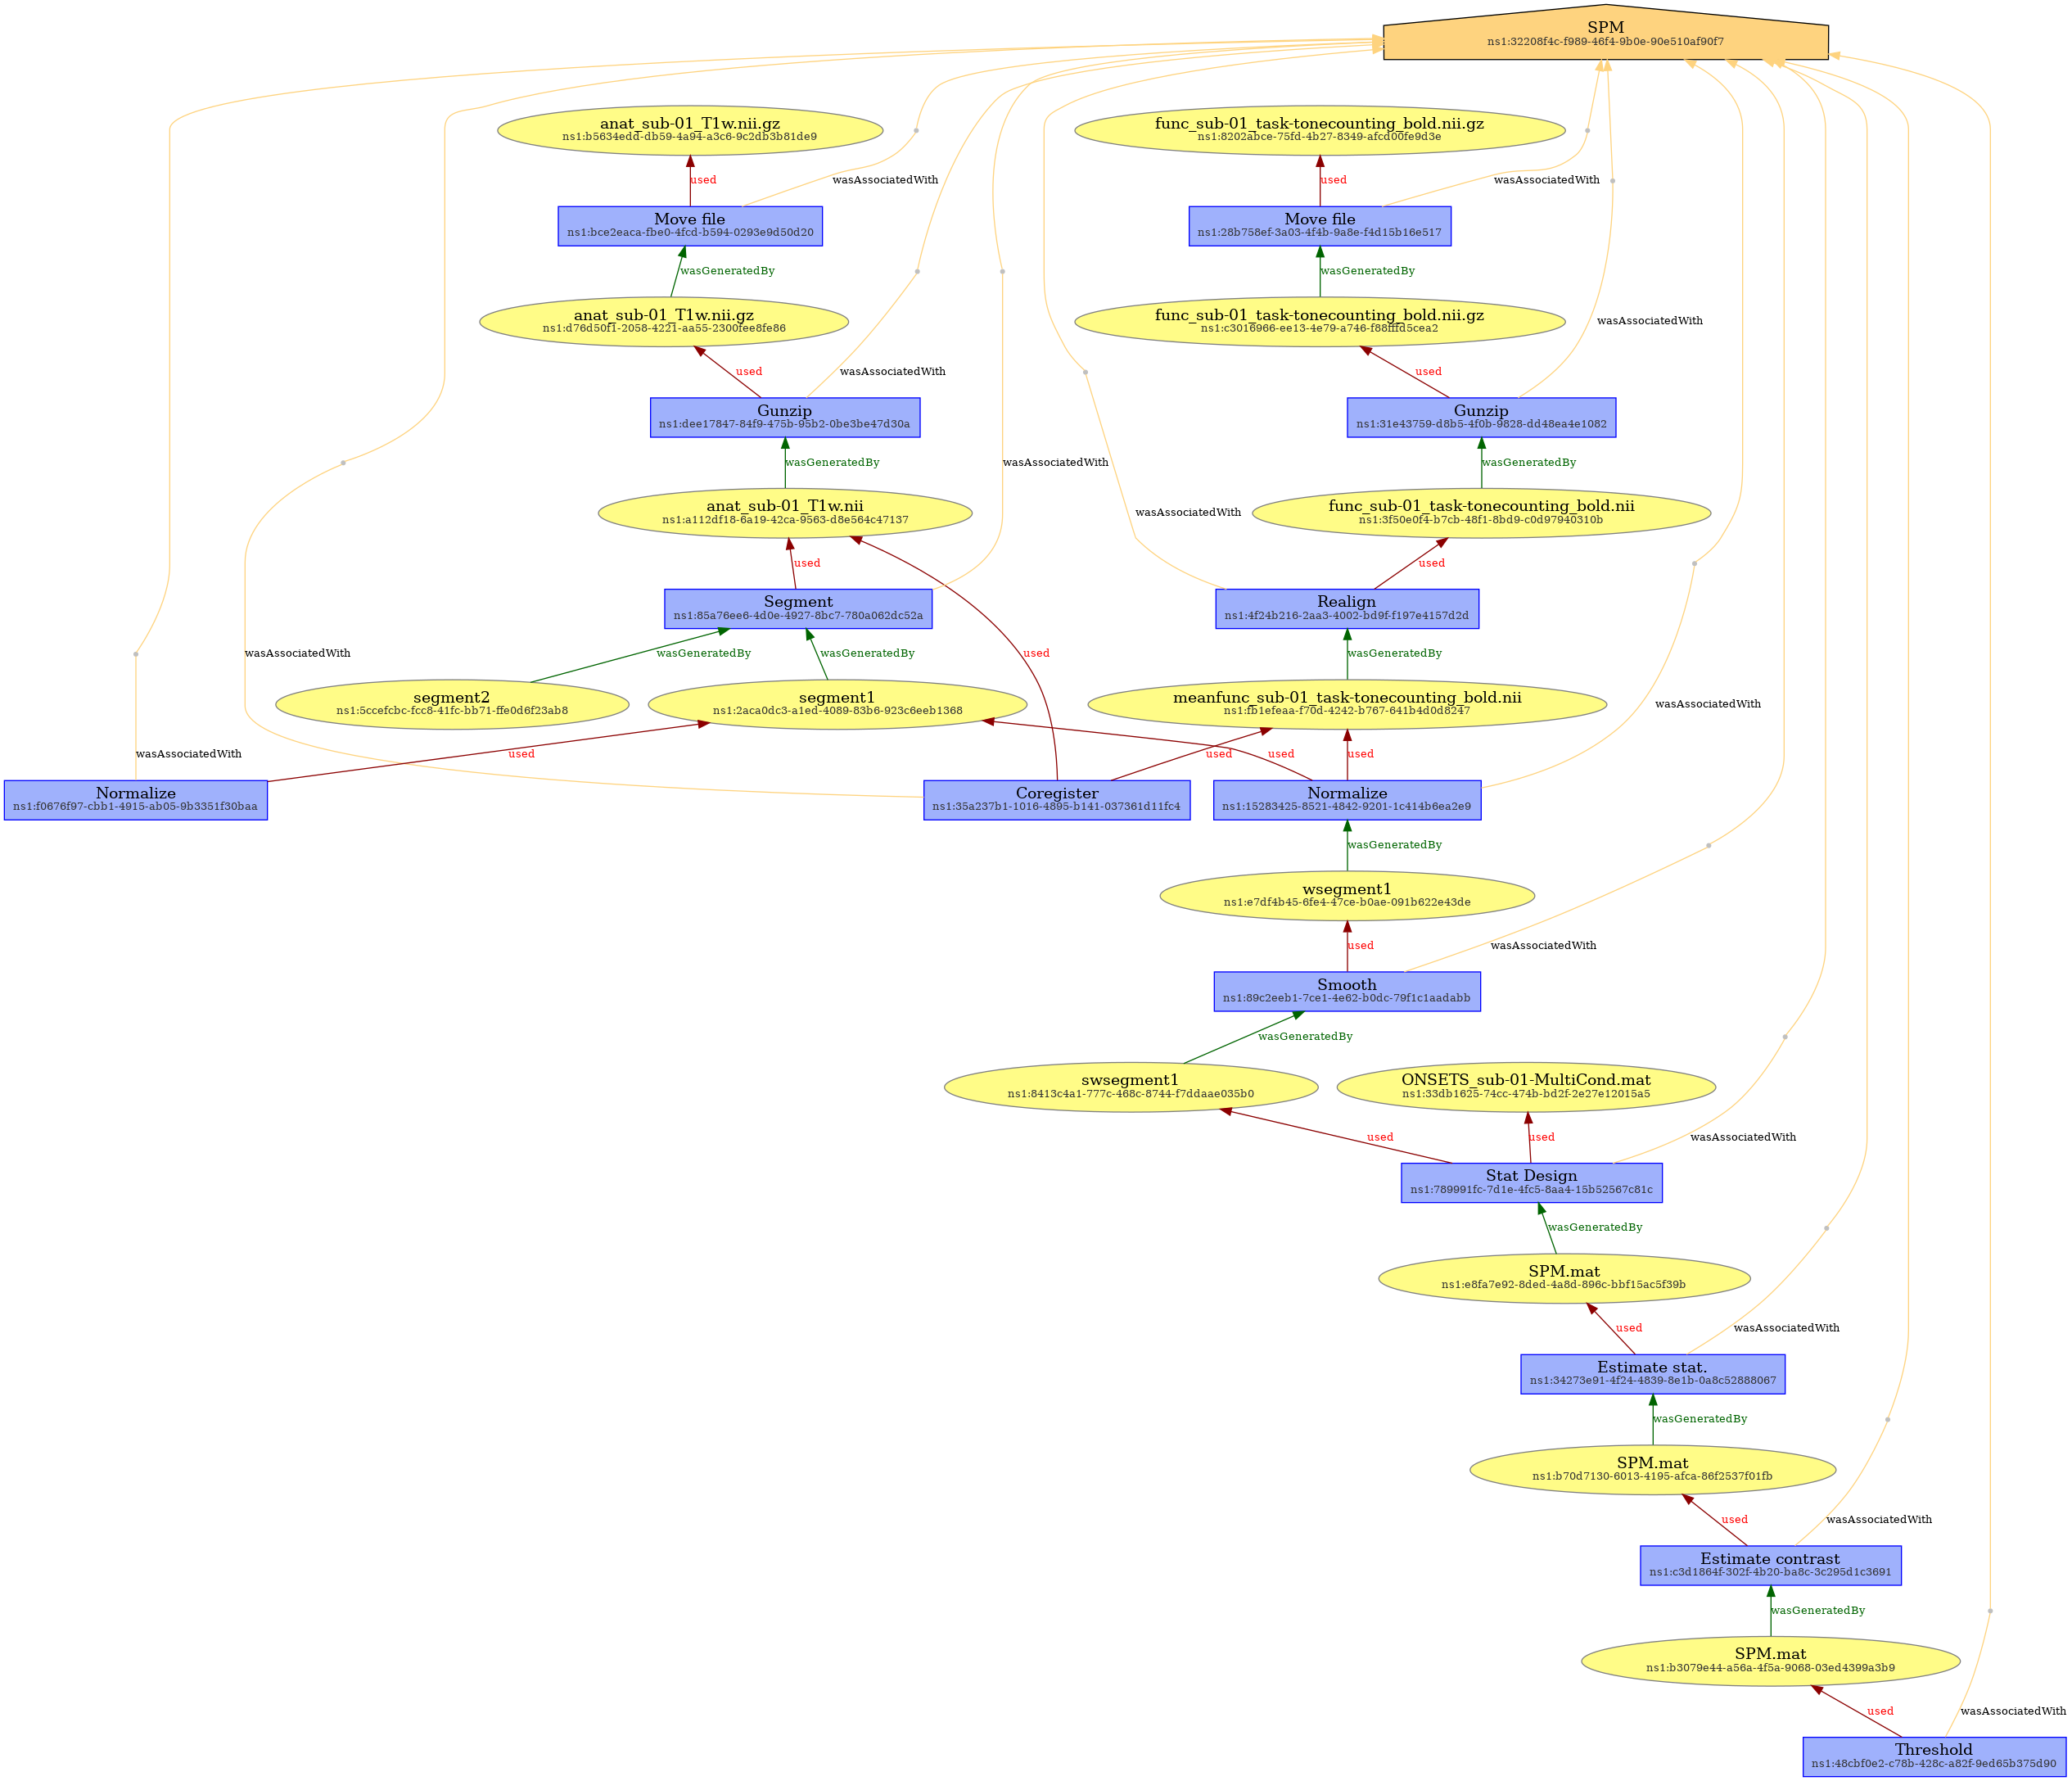 SPM
ns1:32208f4c-f989-46f4-9b0e-90e510af90f7
anat_sub-01_T1w.nii.gz
ns1:b5634edd-db59-4a94-a3c6-9c2db3b81de9
func_sub-01_task-tonecounting_bold.nii.gz
ns1:8202abce-75fd-4b27-8349-afcd00fe9d3e
used
wasAssociatedWith
used
wasAssociatedWith
Move file
ns1:bce2eaca-fbe0-4fcd-b594-0293e9d50d20
Move file
ns1:28b758ef-3a03-4f4b-9a8e-f4d15b16e517
wasGeneratedBy
wasGeneratedBy
anat_sub-01_T1w.nii.gz
ns1:d76d50f1-2058-4221-aa55-2300fee8fe86
func_sub-01_task-tonecounting_bold.nii.gz
ns1:c3016966-ee13-4e79-a746-f88fffd5cea2
wasAssociatedWith
used
wasAssociatedWith
used
Gunzip
ns1:dee17847-84f9-475b-95b2-0be3be47d30a
Gunzip
ns1:31e43759-d8b5-4f0b-9828-dd48ea4e1082
wasGeneratedBy
wasAssociatedWith
wasGeneratedBy
anat_sub-01_T1w.nii
ns1:a112df18-6a19-42ca-9563-d8e564c47137
wasAssociatedWith
func_sub-01_task-tonecounting_bold.nii
ns1:3f50e0f4-b7cb-48f1-8bd9-c0d97940310b
used
used
Segment
ns1:85a76ee6-4d0e-4927-8bc7-780a062dc52a
Realign
ns1:4f24b216-2aa3-4002-bd9f-f197e4157d2d
wasAssociatedWith
wasGeneratedBy
wasGeneratedBy
used
wasGeneratedBy
segment2
ns1:5ccefcbc-fcc8-41fc-bb71-ffe0d6f23ab8
segment1
ns1:2aca0dc3-a1ed-4089-83b6-923c6eeb1368
meanfunc_sub-01_task-tonecounting_bold.nii
ns1:fb1efeaa-f70d-4242-b767-641b4d0d8247
wasAssociatedWith
wasAssociatedWith
used
used
used
used
Normalize
ns1:f0676f97-cbb1-4915-ab05-9b3351f30baa
Coregister
ns1:35a237b1-1016-4895-b141-037361d11fc4
Normalize
ns1:15283425-8521-4842-9201-1c414b6ea2e9
wasGeneratedBy
wsegment1
ns1:e7df4b45-6fe4-47ce-b0ae-091b622e43de
used
wasAssociatedWith
Smooth
ns1:89c2eeb1-7ce1-4e62-b0dc-79f1c1aadabb
wasGeneratedBy
swsegment1
ns1:8413c4a1-777c-468c-8744-f7ddaae035b0
ONSETS_sub-01-MultiCond.mat
ns1:33db1625-74cc-474b-bd2f-2e27e12015a5
used
used
wasAssociatedWith
Stat Design
ns1:789991fc-7d1e-4fc5-8aa4-15b52567c81c
wasGeneratedBy
SPM.mat
ns1:e8fa7e92-8ded-4a8d-896c-bbf15ac5f39b
used
wasAssociatedWith
Estimate stat.
ns1:34273e91-4f24-4839-8e1b-0a8c52888067
wasGeneratedBy
SPM.mat
ns1:b70d7130-6013-4195-afca-86f2537f01fb
used
wasAssociatedWith
Estimate contrast
ns1:c3d1864f-302f-4b20-ba8c-3c295d1c3691
wasGeneratedBy
SPM.mat
ns1:b3079e44-a56a-4f5a-9068-03ed4399a3b9
used
wasAssociatedWith
Threshold
ns1:48cbf0e2-c78b-428c-a82f-9ed65b375d90